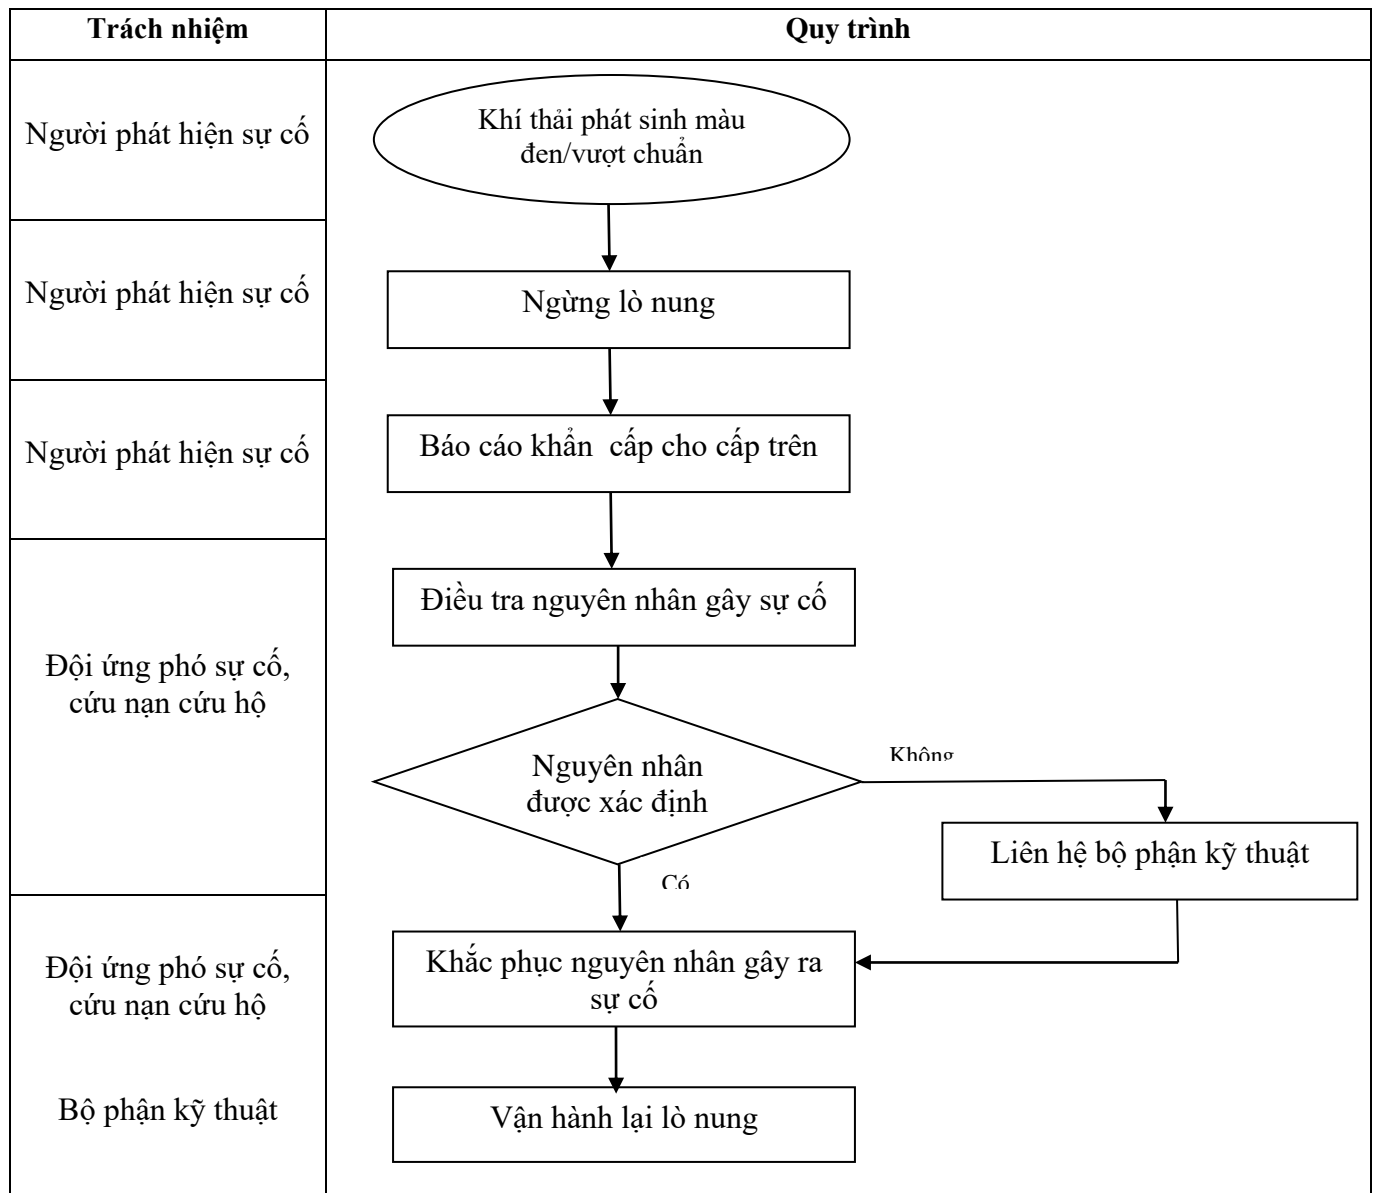 Trách nhiệm
Quy trình
Người phát hiện sự cố
Khí thải phát sinh màu
đen/vượt chuẩn
Người phát hiện sự cố
Ngừng lò nung
Người phát hiện sự cố
Báo cáo khẩn  cấp cho cấp trên
Đội ứng phó sự cố,
cứu nạn cứu hộ
Điều tra nguyên nhân gây sự cố
Nguyên nhân
được xác định
Không
Liên hệ bộ phận kỹ thuật
Có
Đội ứng phó sự cố,
cứu nạn cứu hộ
Khắc phục nguyên nhân gây ra
sự cố
Bộ phận kỹ thuật
Vận hành lại lò nung